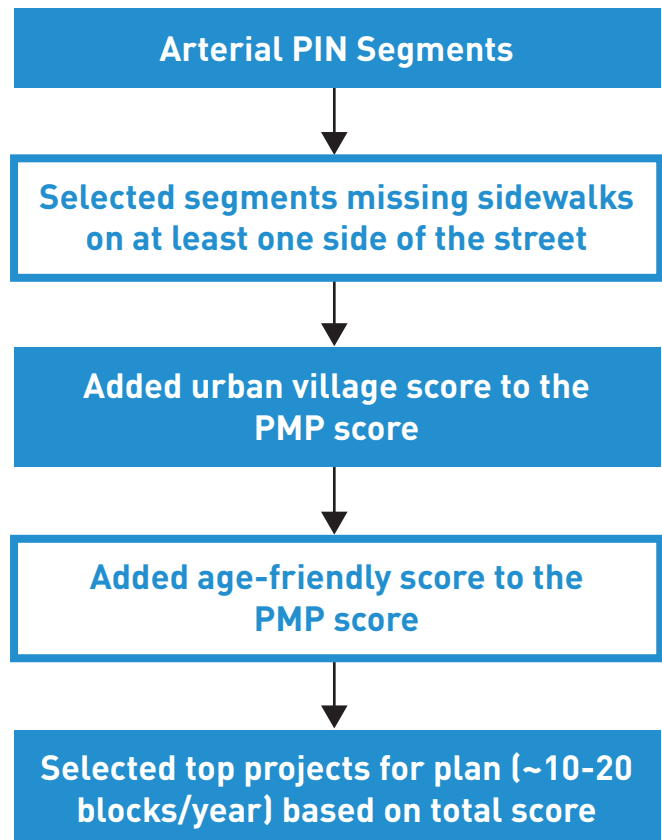 Arterial PIN Segments
Selected segments missing sidewalks
on at least one side of the street
Added urban village score to the
PMP score
Added age-friendly score to the
PMP score
Selected top projects for plan (~10-20
blocks/year) based on total score